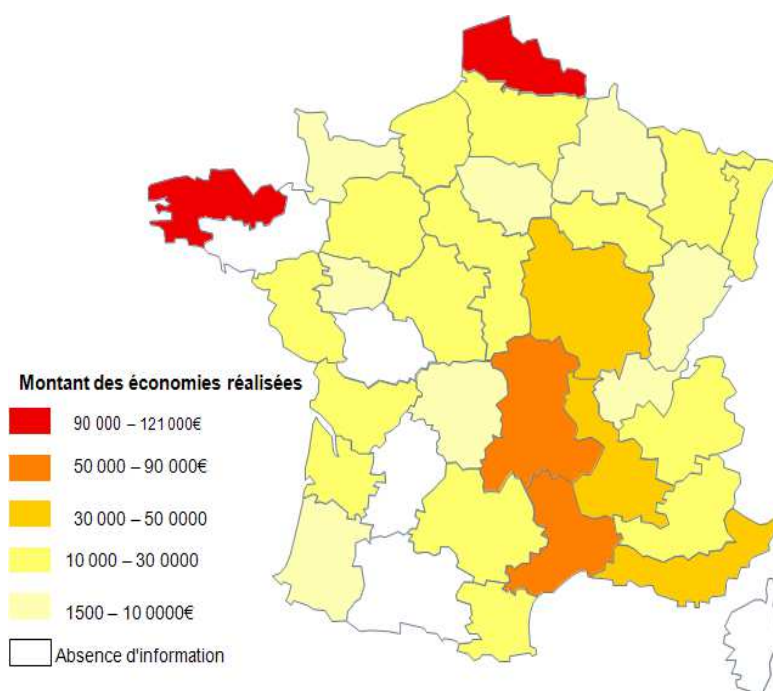 Montant des économies réalisées
90 000 – 121 000€
50 000 – 90 000€
30 000 – 50 0000
10 000 – 30 0000
1500 – 10 0000€
Absence d'information